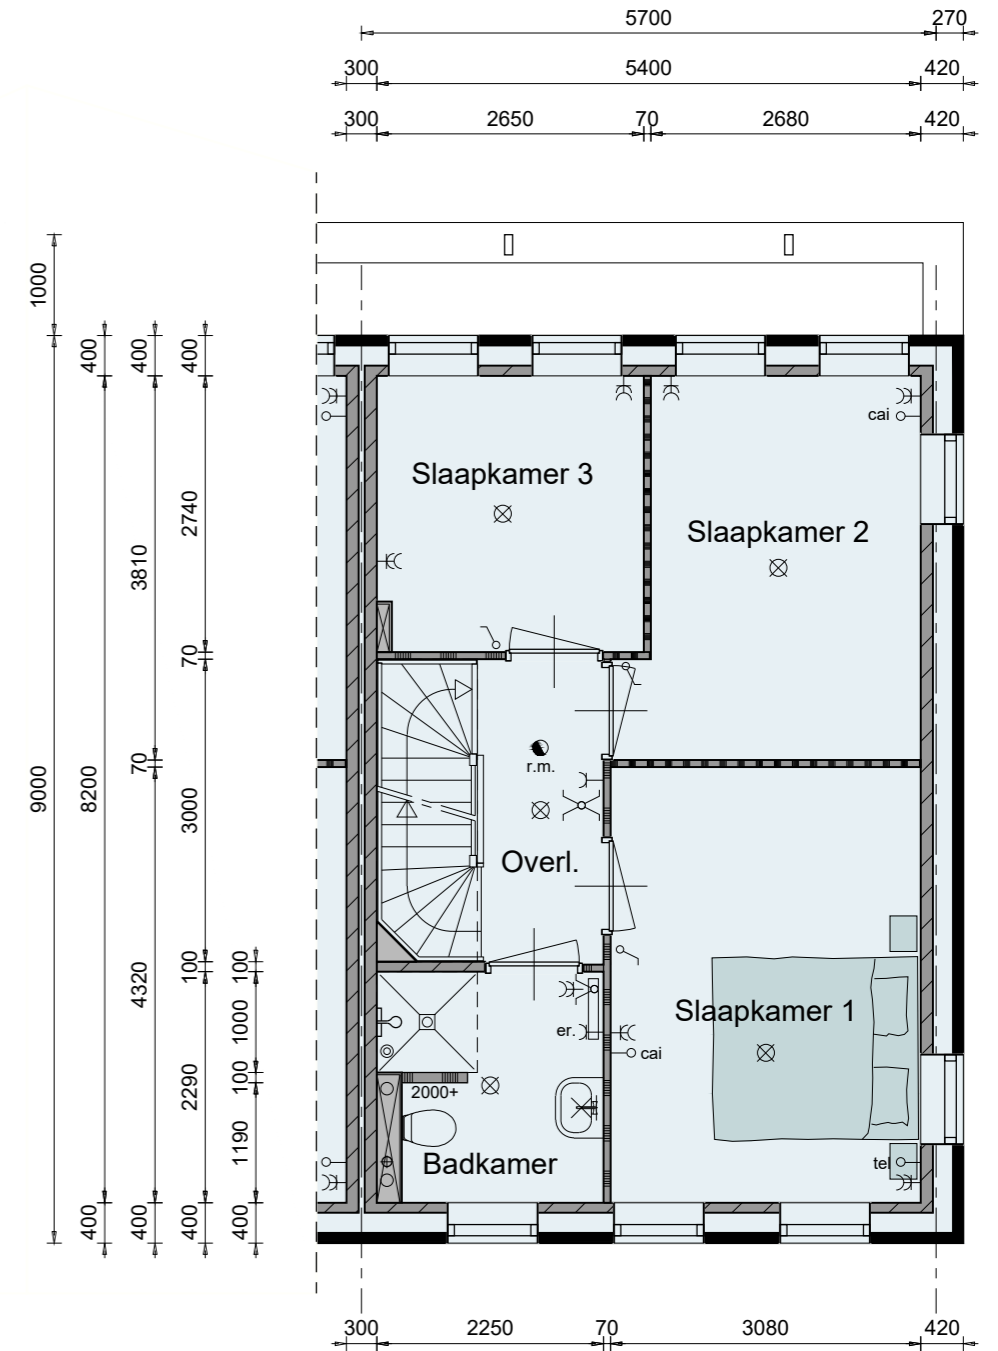 5700 270
300 5400 420
300 2650 70 2680 420
1000
400 400 400
cai
Slaapkamer 3
2740
Slaapkamer 2
3810
70
r.m.
70
9000 8200 3000
Overl.
100 100
4320
1000
Slaapkamer 1
er.
cai
2290 100
2000+
1190
Badkamer
tel
400 400 400 400
300 2250 70 3080 420